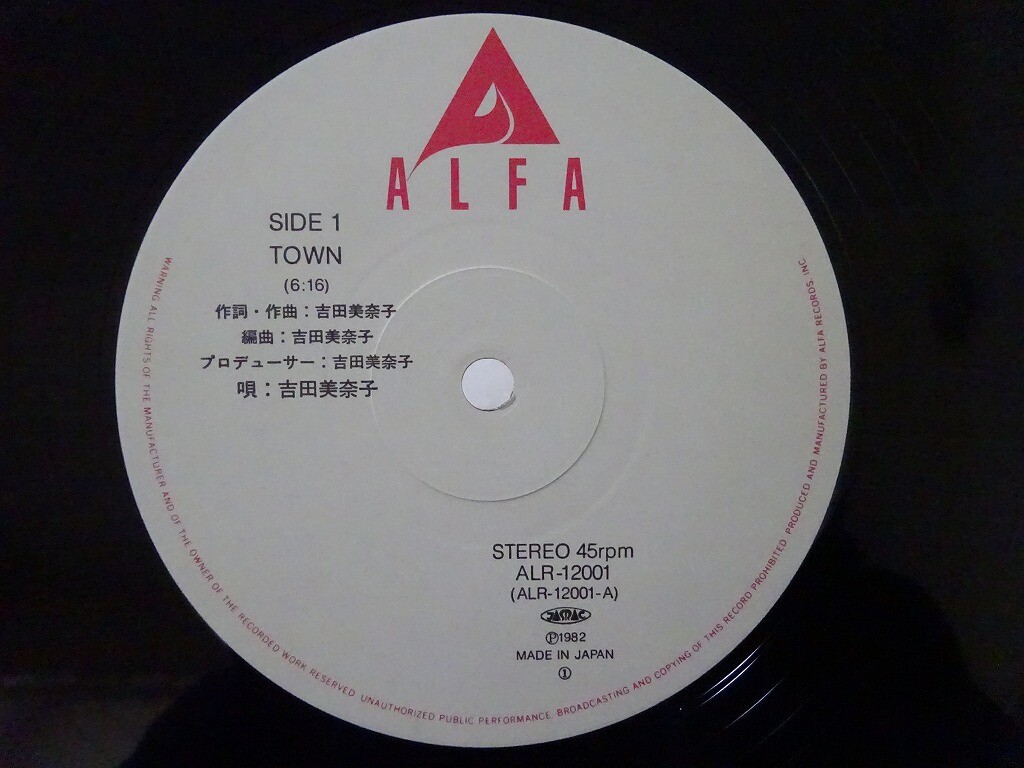 ALFA
SIDE 1
TOWN
(6:16)
作詞・作曲：吉田美奈子
編曲：吉田美奈子
プロデューサー：吉田美奈子
唄：吉田美奈子
STEREO 45rpm
ALR-12001
(ALR-12001-A)
JASRAC
Ⓟ1982
MADE IN JAPAN
①
WARNING ALL RIGHTS OF THE MANUFACTURER AND OF THE OWNER OF THE RECORDED WORK RESERVED. UNAUTHORIZED PUBLIC PERFORMANCE. BROADCASTING AND COPYING OF THIS RECORD PROHIBITED. PRODUCED AND MANUFACTURED BY ALFA RECORDS, INC.